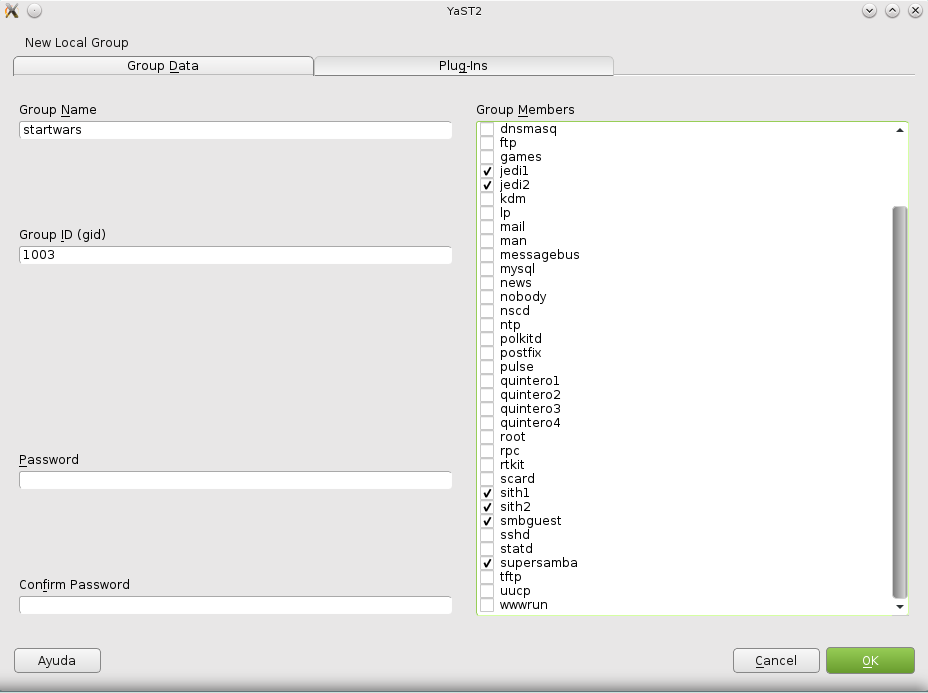 YaST2
New Local Group
Group Data
Plug-Ins
Group Name
startwars
Group ID (gid)
1003
Password
Confirm Password
Group Members
dnsmasq
ftp
games
jedi1
jedi2
kdm
lp
mail
man
messagebus
mysql
news
nobody
nscd
ntp
polkitd
postfix
pulse
quintero1
quintero2
quintero3
quintero4
root
rpc
rtkit
scard
sith1
sith2
smbguest
sshd
statd
supersamba
tftp
uucp
wwwrun
Ayuda
Cancel
OK